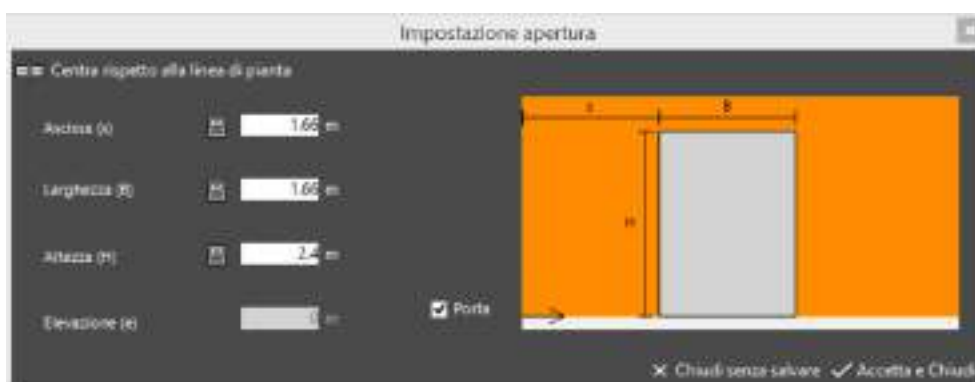 Impostazione apertura
Centra rispetto alla linea di pianta
Ascissa (s) 1.66 m
Larghezza (B) 1.66 m
Altezza (H) 2.4 m
Elevazione (e) m
Porta
s B
H
Chiudi senza salvare Accetta e Chiudi